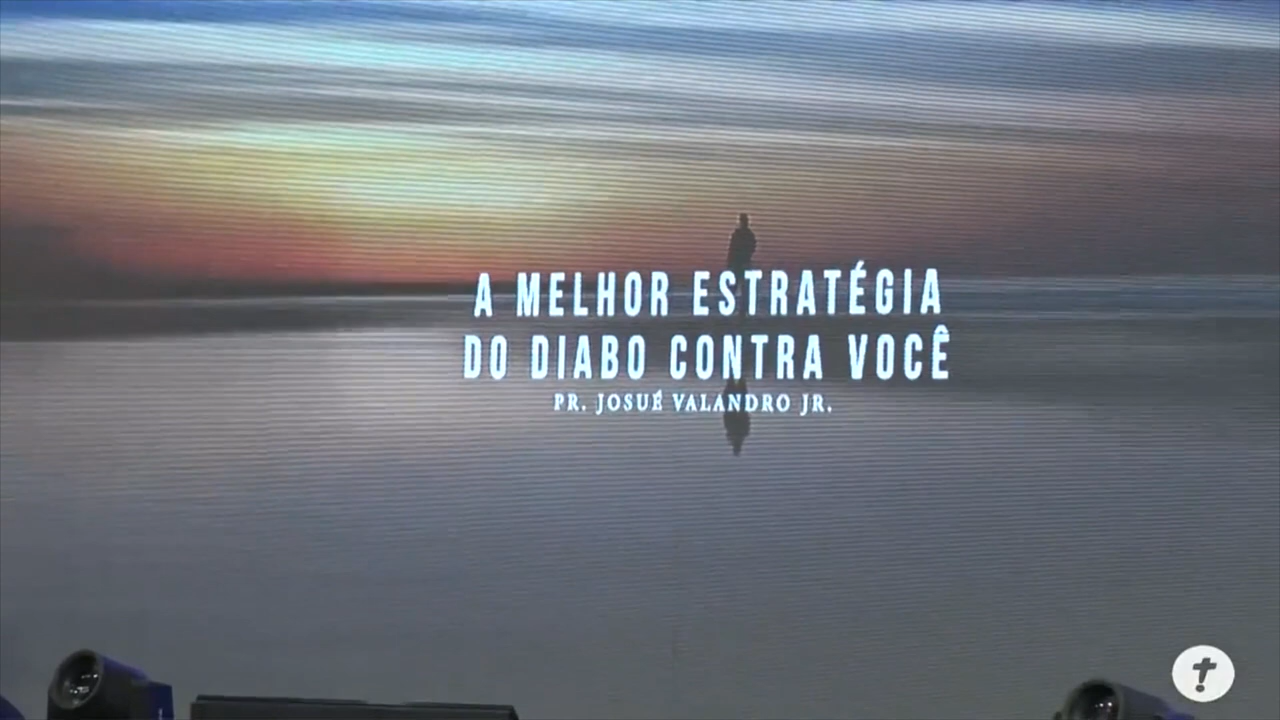 A MELHOR ESTRATÉGIA
DO DIABO CONTRA VOCÊ
PR. JOSUÉ VALANDRO JR.